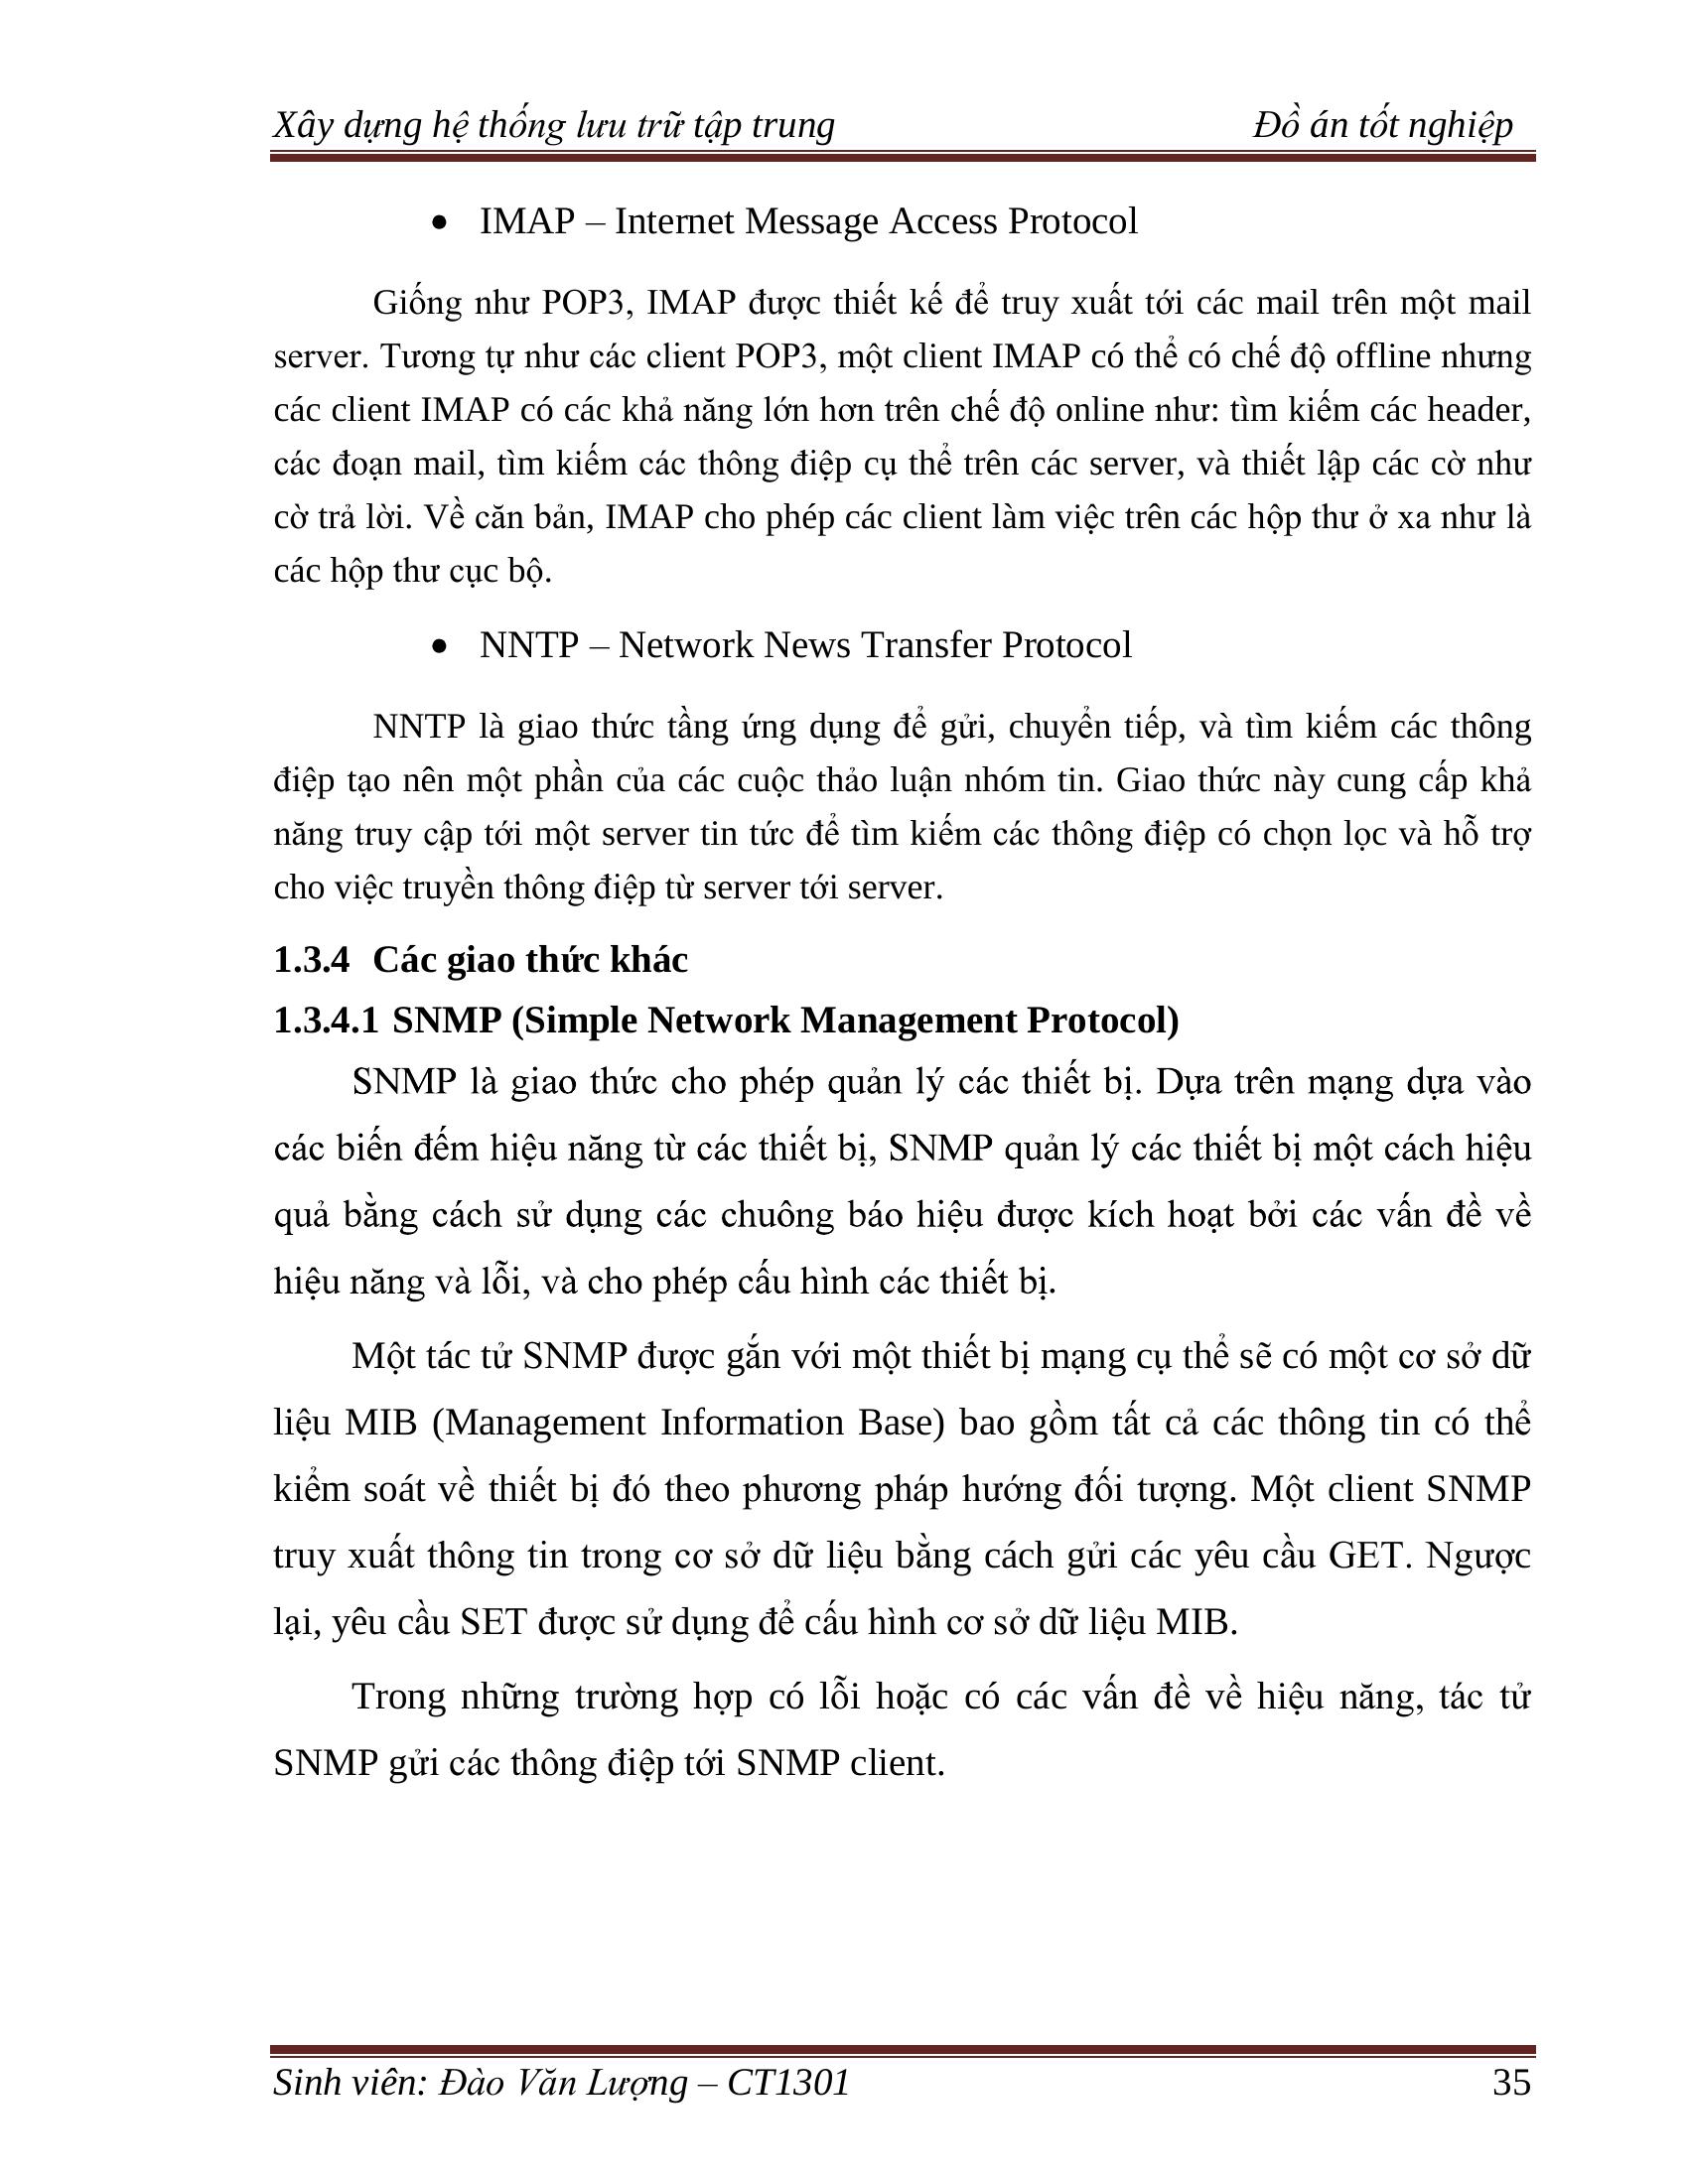 Xây dựng hệ thống lưu trữ tập trung Đồ án tốt nghiệp
• IMAP – Internet Message Access Protocol
Giống như POP3, IMAP được thiết kế để truy xuất tới các mail trên một mail
server. Tương tự như các client POP3, một client IMAP có thể có chế độ offline nhưng
các client IMAP có các khả năng lớn hơn trên chế độ online như: tìm kiếm các header,
các đoạn mail, tìm kiếm các thông điệp cụ thể trên các server, và thiết lập các cờ như
cờ trả lời. Về căn bản, IMAP cho phép các client làm việc trên các hộp thư ở xa như là
các hộp thư cục bộ.
• NNTP – Network News Transfer Protocol
NNTP là giao thức tầng ứng dụng để gửi, chuyển tiếp, và tìm kiếm các thông
điệp tạo nên một phần của các cuộc thảo luận nhóm tin. Giao thức này cung cấp khả
năng truy cập tới một server tin tức để tìm kiếm các thông điệp có chọn lọc và hỗ trợ
cho việc truyền thông điệp từ server tới server.
1.3.4 Các giao thức khác
1.3.4.1 SNMP (Simple Network Management Protocol)
SNMP là giao thức cho phép quản lý các thiết bị. Dựa trên mạng dựa vào
các biến đếm hiệu năng từ các thiết bị, SNMP quản lý các thiết bị một cách hiệu
quả bằng cách sử dụng các chuông báo hiệu được kích hoạt bởi các vấn đề về
hiệu năng và lỗi, và cho phép cấu hình các thiết bị.
Một tác tử SNMP được gắn với một thiết bị mạng cụ thể sẽ có một cơ sở dữ
liệu MIB (Management Information Base) bao gồm tất cả các thông tin có thể
kiểm soát về thiết bị đó theo phương pháp hướng đối tượng. Một client SNMP
truy xuất thông tin trong cơ sở dữ liệu bằng cách gửi các yêu cầu GET. Ngược
lại, yêu cầu SET được sử dụng để cấu hình cơ sở dữ liệu MIB.
Trong những trường hợp có lỗi hoặc có các vấn đề về hiệu năng, tác tử
SNMP gửi các thông điệp tới SNMP client.
Sinh viên: Đào Văn Lượng – CT1301 35